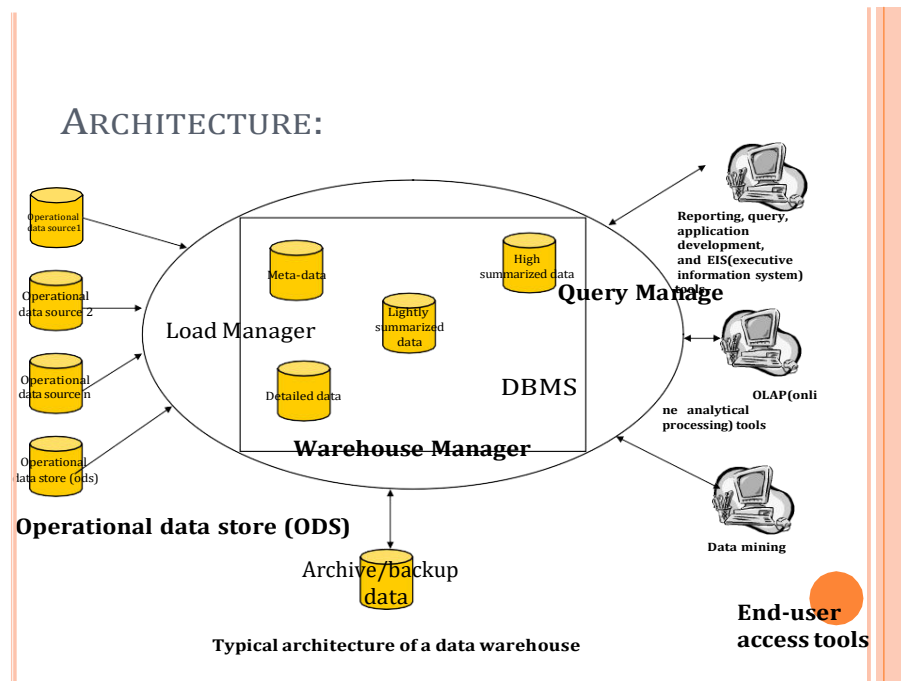 ARCHITECTURE:
Operational
data source1
Operational
data source 2
Operational
data source n
Operational
data store (ods)
Operational data store (ODS)
Load Manager
Meta-data
High
summarized data
Query Manage
Lightly
summarized
data
DBMS
Detailed data
Warehouse Manager
Archive/backup
data
Typical architecture of a data warehouse
Reporting, query,
application
development,
and EIS(executive
information system)
tools
OLAP(onli
ne analytical
processing) tools
Data mining
End-user
access tools